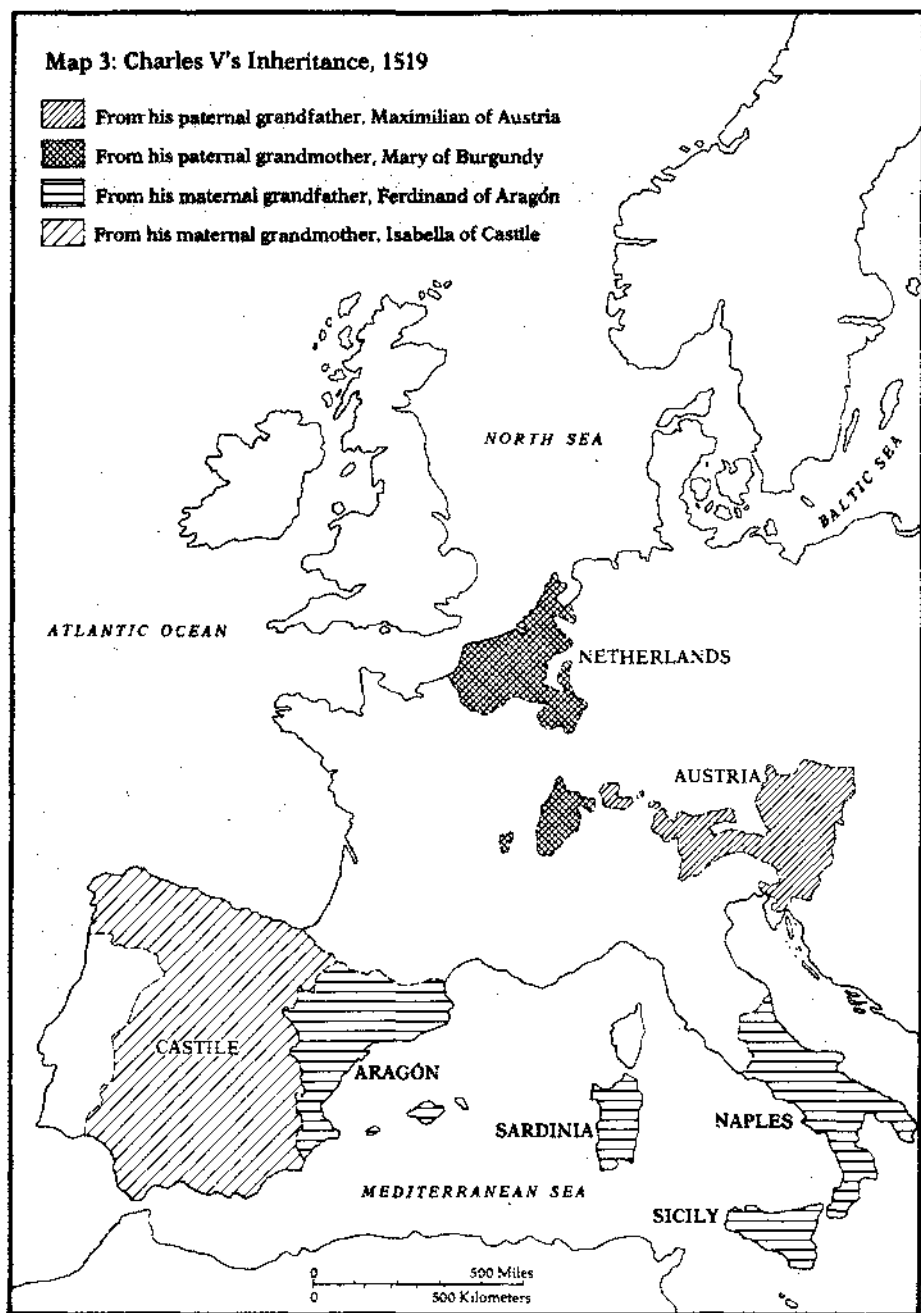 Map 3: Charles V's Inheritance, 1519
From his paternal grandfather, Maximilian of Austria
From his paternal grandmother, Mary of Burgundy
From his maternal grandfather, Ferdinand of Aragón
From his maternal grandmother, Isabella of Castile
NORTH SEA
BALTIC SEA
ATLANTIC OCEAN
NETHERLANDS
AUSTRIA
CASTILE
ARAGÓN
SARDINIA
NAPLES
MEDITERRANEAN SEA
SICILY
0 500 Miles
0 500 Kilometers